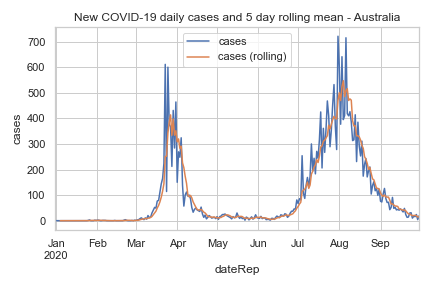 New COVID-19 daily cases and 5 day rolling mean - Australia
cases
cases (rolling)
cases
700
600
500
400
300
200
100
0
Jan Feb Mar Apr May Jun Jul Aug Sep
2020
dateRep